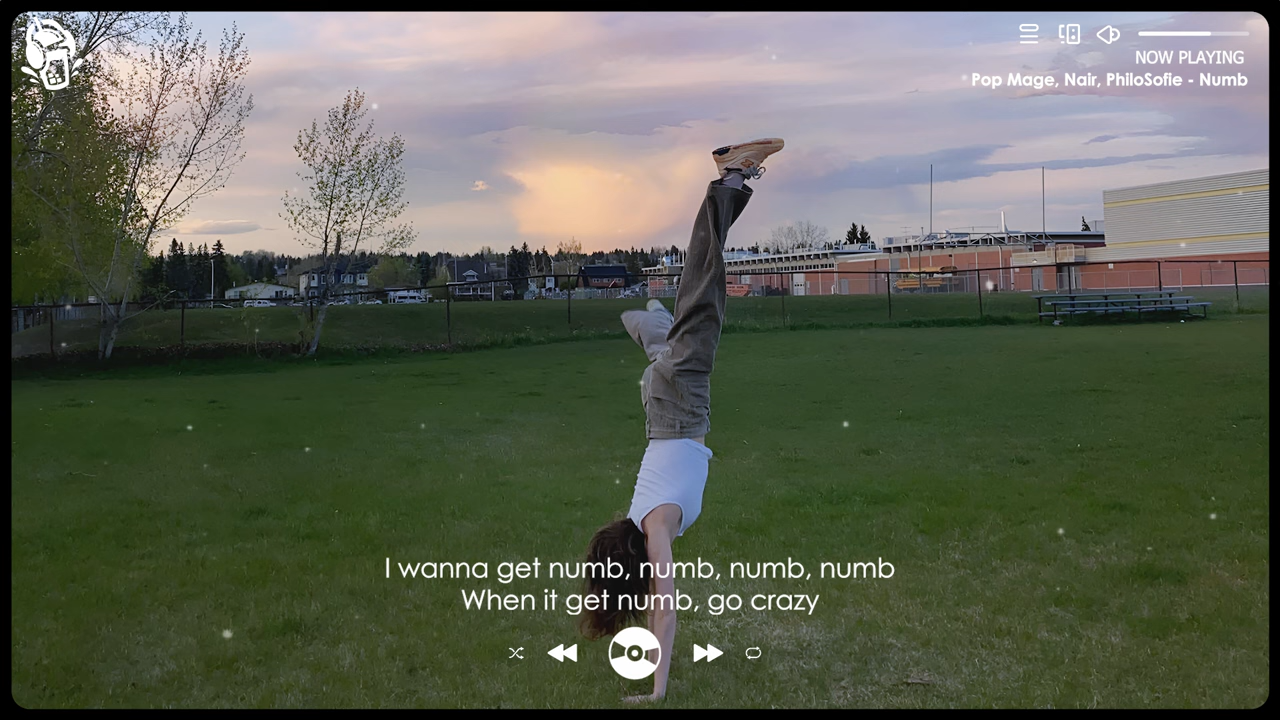 NOW PLAYING
Pop Mage, Nair, PhiloSofie - Numb
I wanna get numb, numb, numb, numb
When it get numb, go crazy